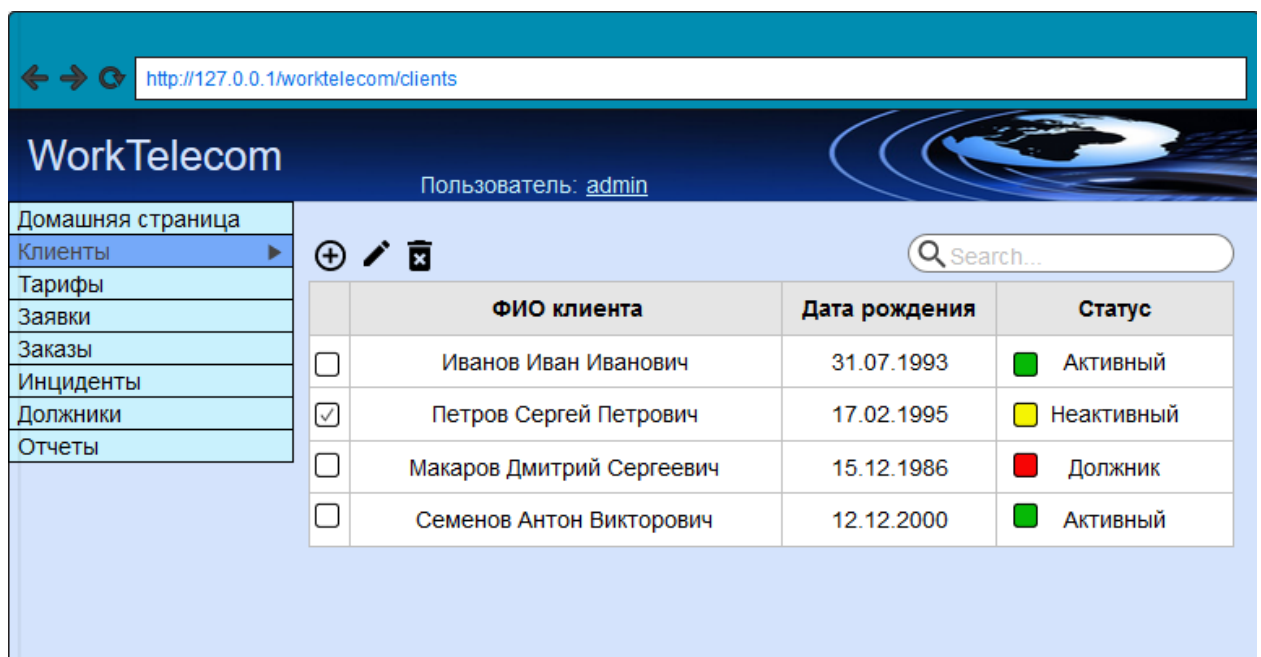 http://127.0.0.1/worktelecom/clients
WorkTelecom
Пользователь: admin
Домашняя страница
Клиенты
Тарифы
Заявки
Заказы
Инциденты
Должники
Отчеты
Search...
ФИО клиента Дата рождения Статус
Иванов Иван Иванович 31.07.1993 Активный
Петров Сергей Петрович 17.02.1995 Неактивный
Макаров Дмитрий Сергеевич 15.12.1986 Должник
Семенов Антон Викторович 12.12.2000 Активный